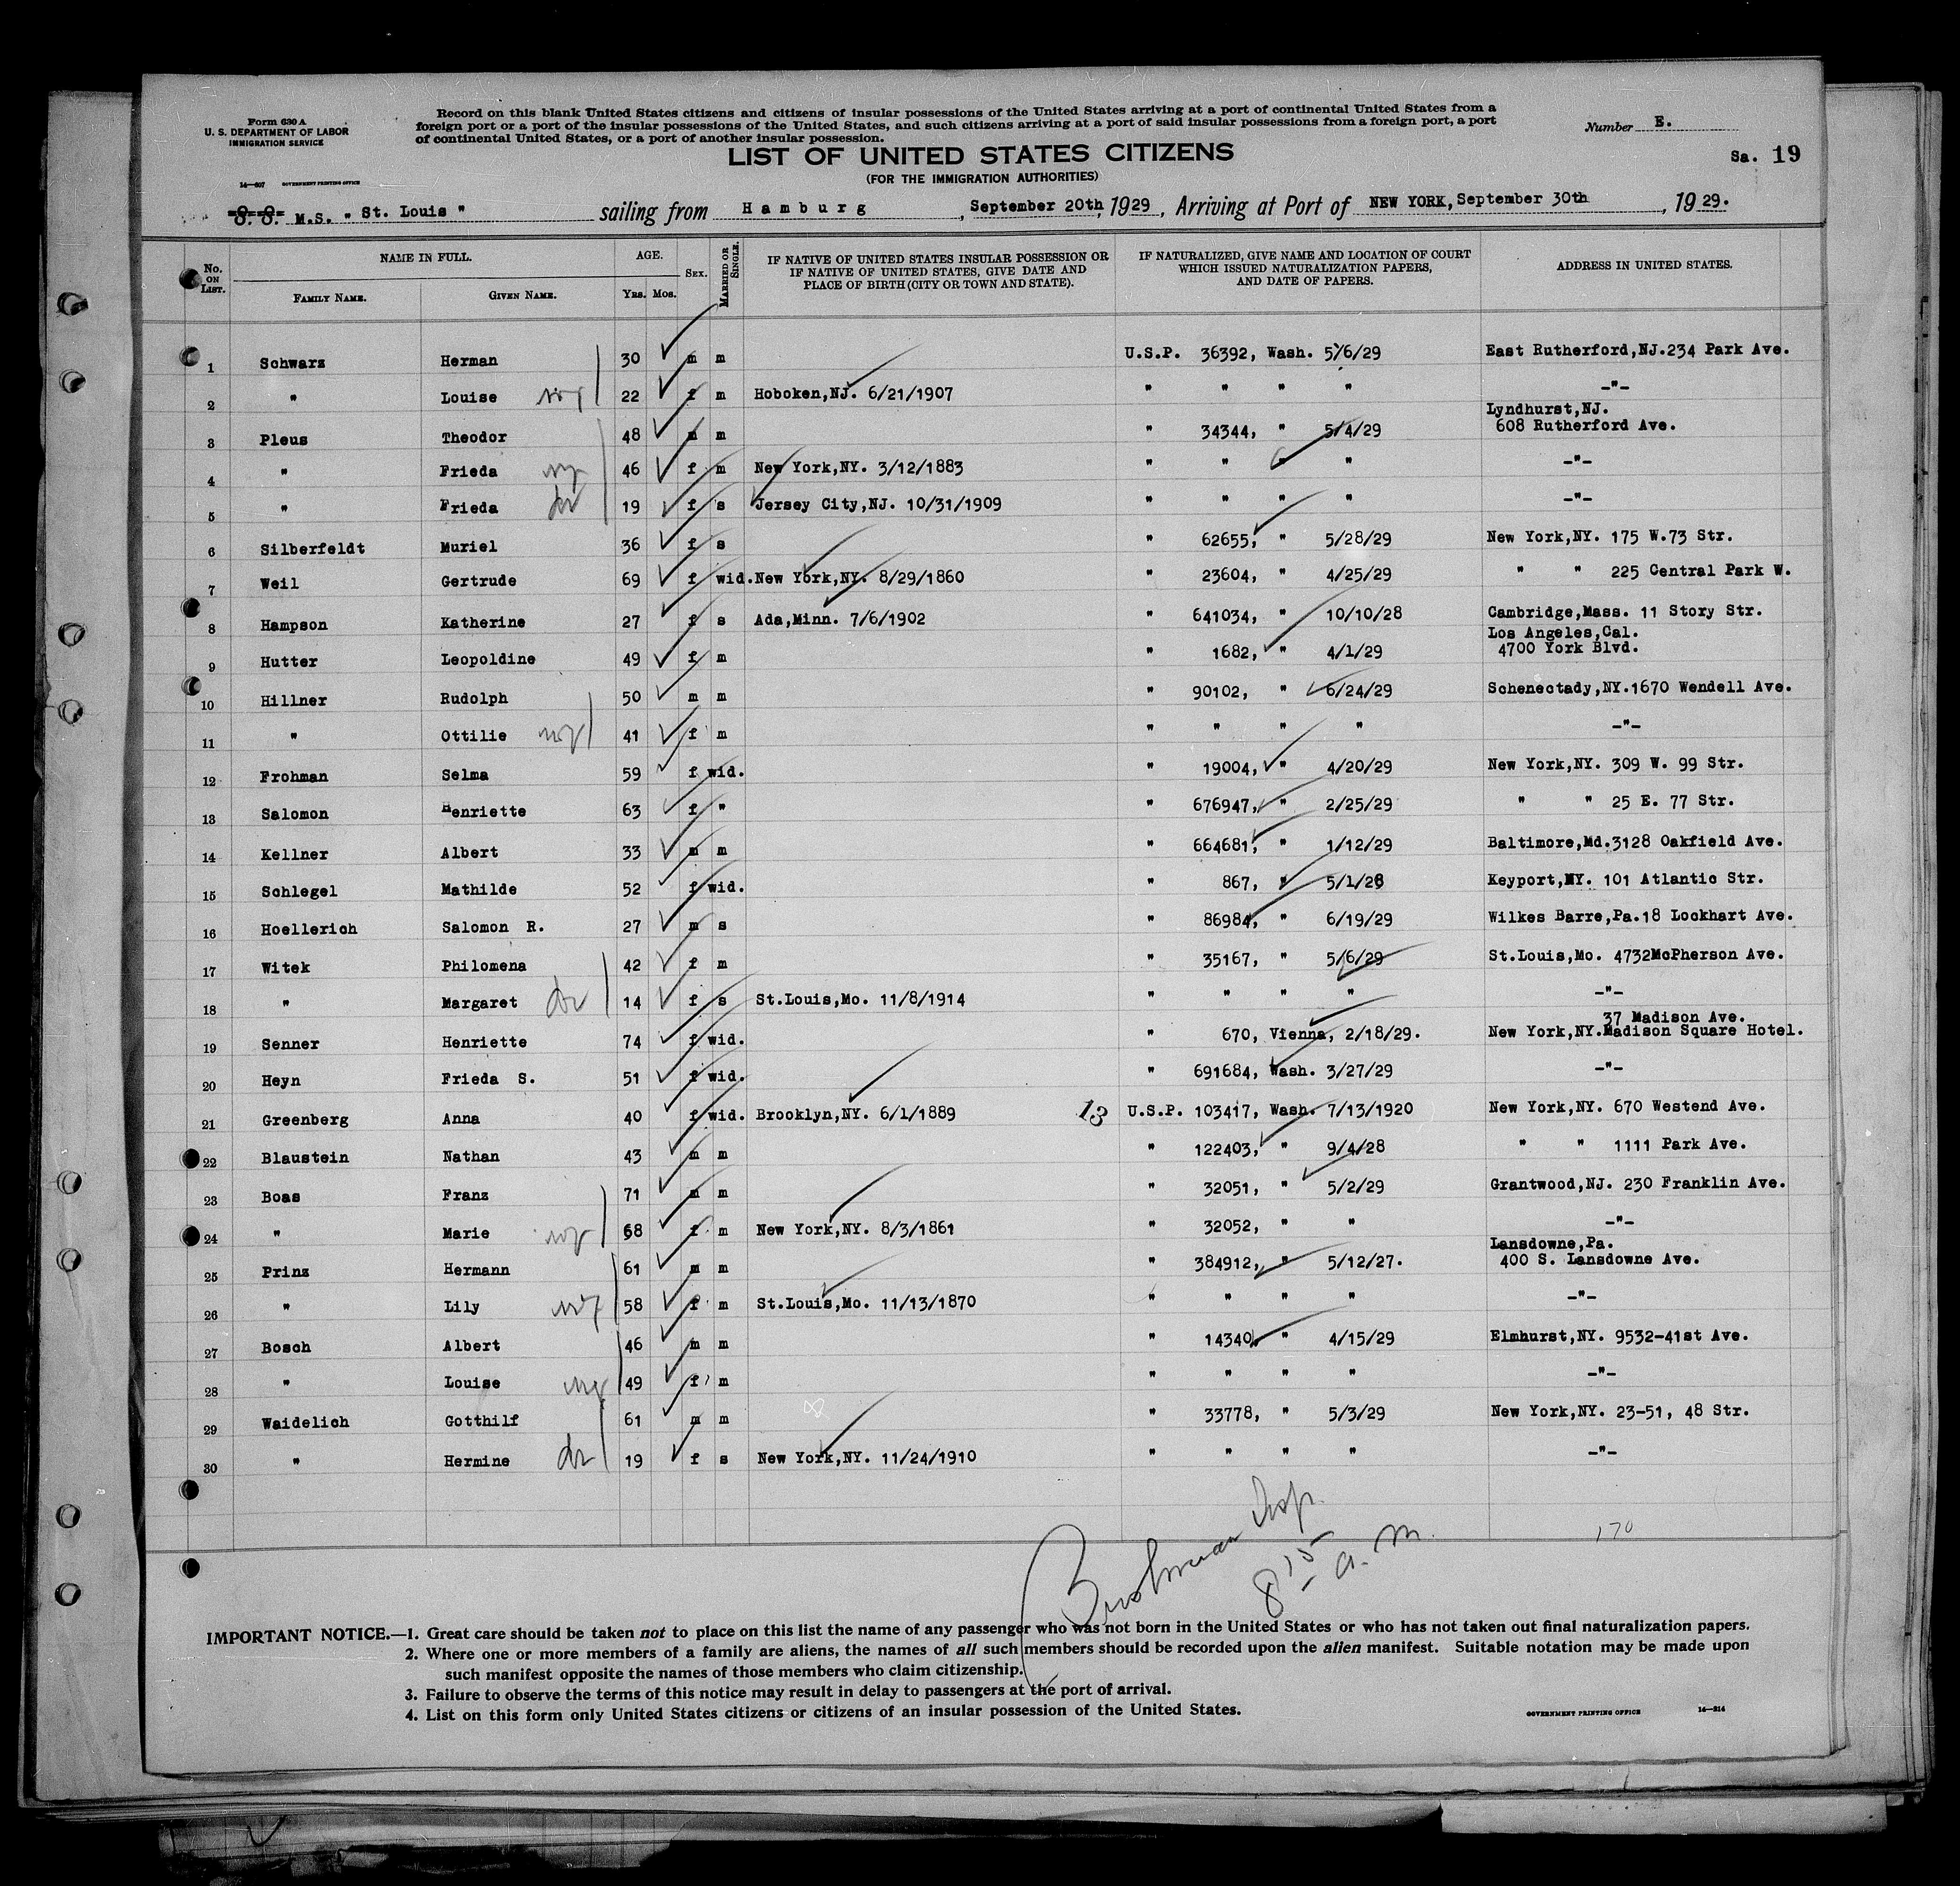 Form 630 A
U. S. DEPARTMENT OF LABOR
IMMIGRATION SERVICE
14—607 GOVERNMENT PRINTING OFFICE
Record on this blank United States citizens and citizens of insular possessions of the United States arriving at a port of continental United States from a
foreign port or a port of the insular possessions of the United States, and such citizens arriving at a port of said insular possessions from a foreign port, a port
of continental United States, or a port of another insular possession.
Number E.
Sa. 19
LIST OF UNITED STATES CITIZENS
(FOR THE IMMIGRATION AUTHORITIES)
S. S. M.S. "St. Louis" sailing from Hamburg, September 20th, 1929, Arriving at Port of NEW YORK, September 30th, 1929.
No. ON LIST. NAME IN FULL. AGE. SEX. MARRIED OR SINGLE. IF NATIVE OF UNITED STATES INSULAR POSSESSION OR IF NATIVE OF UNITED STATES, GIVE DATE AND PLACE OF BIRTH (CITY OR TOWN AND STATE). IF NATURALIZED, GIVE NAME AND LOCATION OF COURT WHICH ISSUED NATURALIZATION PAPERS, AND DATE OF PAPERS. ADDRESS IN UNITED STATES.
FAMILY NAME. GIVEN NAME. YRS. MOS.
1 Schwarz Herman 30 m m U.S.P. 36392, Wash. 5/6/29 East Rutherford,NJ.234 Park Ave.
2 " Louise 22 f m Hoboken,NJ. 6/21/1907 " " " " -"-
3 Pleus Theodor 48 m m " 34344, " 5/4/29 Lyndhurst,NJ. 608 Rutherford Ave.
4 " Frieda 46 f m New York,NY. 3/12/1883 " " " " -"-
5 " Frieda 19 f s Jersey City,NJ. 10/31/1909 " " " " -"-
6 Silberfeldt Muriel 36 f s " 62655, " 5/28/29 New York,NY. 175 W.73 Str.
7 Weil Gertrude 69 f wid. New York,NY. 8/29/1860 " 23604, " 4/25/29 " " 225 Central Park W.
8 Hampson Katherine 27 f s Ada,Minn. 7/6/1902 " 641034, " 10/10/28 Cambridge,Mass. 11 Story Str.
9 Hutter Leopoldine 49 f m " 1682, " 4/1/29 Los Angeles,Cal. 4700 York Blvd.
10 Hillner Rudolph 50 m m " 90102, " 6/24/29 Schenectady,NY.1670 Wendell Ave.
11 " Ottilie 41 f m " " " " -"-
12 Frohman Selma 59 f wid. " 19004, " 4/20/29 New York,NY. 309 W. 99 Str.
13 Salomon Henriette 63 f " " 676947, " 2/25/29 " " 25 E. 77 Str.
14 Kellner Albert 33 m m " 664681, " 1/12/29 Baltimore,Md.3128 Oakfield Ave.
15 Schlegel Mathilde 52 f wid. " 867, " 5/1/28 Keyport,NY. 101 Atlantic Str.
16 Hoellerich Salomon R. 27 m s " 86984, " 6/19/29 Wilkes Barre,Pa.18 Lockhart Ave.
17 Witek Philomena 42 f m " 35167, " 5/6/29 St.Louis,Mo. 4732McPherson Ave.
18 " Margaret 14 f s St.Louis,Mo. 11/8/1914 " " " " -"-
19 Senner Henriette 74 f wid. " 670, Vienna, 2/18/29. 37 Madison Ave. New York,NY.Madison Square Hotel.
20 Heyn Frieda S. 51 f wid. " 691684, Wash. 3/27/29 -"-
21 Greenberg Anna 40 f wid. Brooklyn,NY. 6/1/1889 13 U.S.P. 103417, Wash. 7/13/1920 New York,NY. 670 Westend Ave.
22 Blaustein Nathan 43 m m " 122403, " 9/4/28 " " 1111 Park Ave.
23 Boas Franz 71 m m " 32051, " 5/2/29 Grantwood,NJ. 230 Franklin Ave.
24 " Marie 68 f m New York,NY. 8/3/1861 " 32052, " " -"-
25 Prinz Hermann 61 m m " 384912, " 5/12/27. Lansdowne,Pa. 400 S. Lansdowne Ave.
26 " Lily 58 f m St.Louis,Mo. 11/13/1870 " " " " -"-
27 Bosch Albert 46 m m " 14340, " 4/15/29 Elmhurst,NY. 9532-41st Ave.
28 " Louise 49 f m " " " " -"-
29 Waidelich Gotthilf 61 m m " 33778, " 5/3/29 New York,NY. 23-51, 48 Str.
30 " Hermine 19 f s New York,NY. 11/24/1910 " " " " -"-
170
Insp.
8 15 a. m.
IMPORTANT NOTICE.—1. Great care should be taken not to place on this list the name of any passenger who was not born in the United States or who has not taken out final naturalization papers.
2. Where one or more members of a family are aliens, the names of all such members should be recorded upon the alien manifest. Suitable notation may be made upon
such manifest opposite the names of those members who claim citizenship.
3. Failure to observe the terms of this notice may result in delay to passengers at the port of arrival.
4. List on this form only United States citizens or citizens of an insular possession of the United States.
GOVERNMENT PRINTING OFFICE 14—214